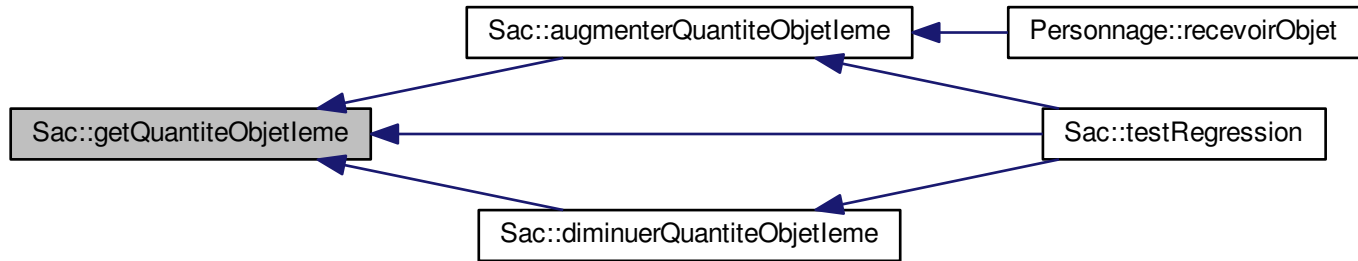 Sac::augmenterQuantiteObjetIeme
Personnage::recevoirObjet
Sac::getQuantiteObjetIeme
Sac::testRegression
Sac::diminuerQuantiteObjetIeme